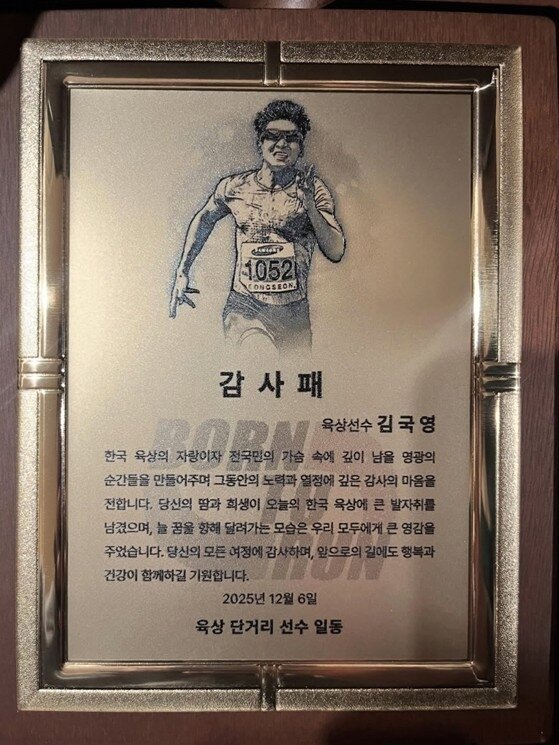 1052
EONGSEON
감 사 패
육상선수 김 국 영
BORN
TO
RUN
한국 육상의 자랑이자 전국민의 가슴 속에 깊이 남을 영광의
순간들을 만들어주며 그동안의 노력과 열정에 깊은 감사의 마음을
전합니다. 당신의 땀과 희생이 오늘의 한국 육상에 큰 발자취를
남겼으며, 늘 꿈을 향해 달려가는 모습은 우리 모두에게 큰 영감을
주었습니다. 당신의 모든 여정에 감사하며, 앞으로의 길에도 행복과
건강이 함께하길 기원합니다.
2025년 12월 6일
육상 단거리 선수 일동